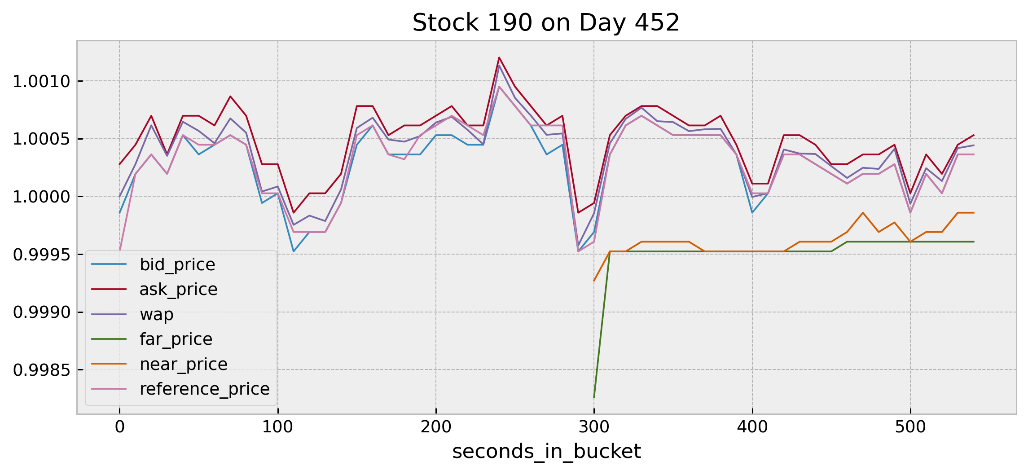 Stock 190 on Day 452
1.0010
1.0005
1.0000
0.9995
0.9990
0.9985
bid_price
ask_price
wap
far_price
near_price
reference_price
0 100 200 300 400 500
seconds_in_bucket